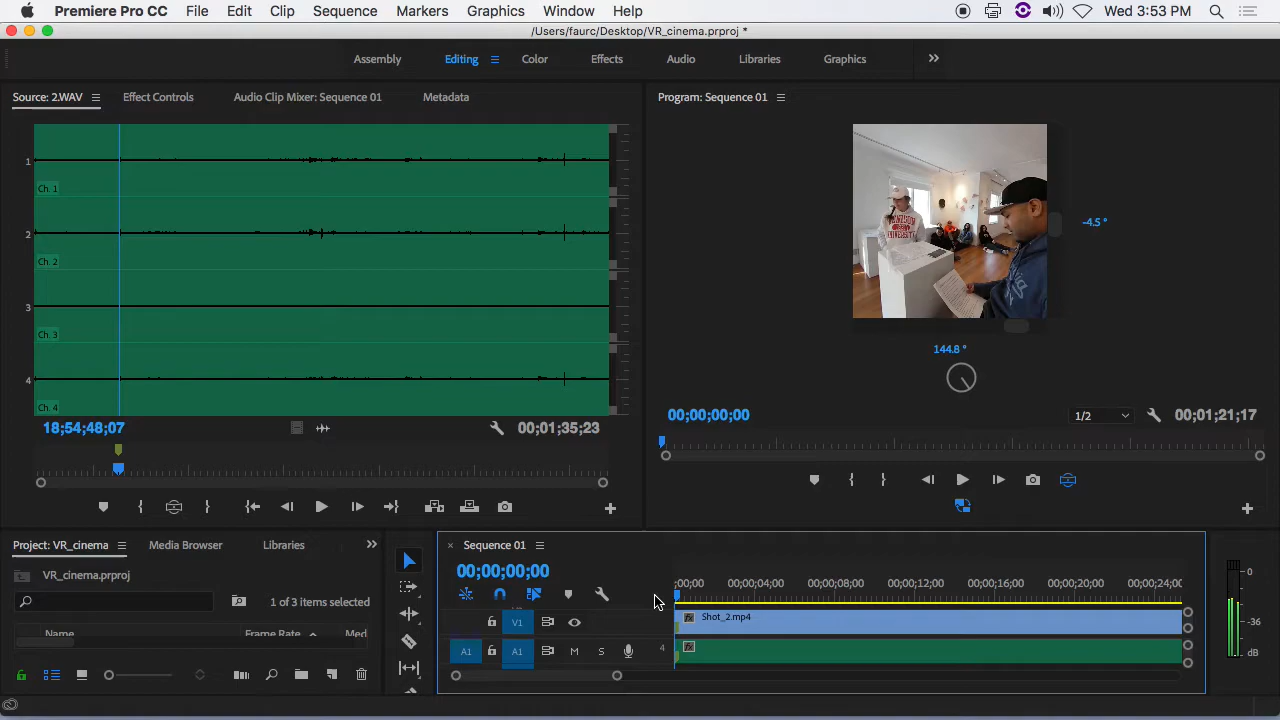 Premiere Pro CC File Edit Clip Sequence Markers Graphics Window Help Wed 3:53 PM
/Users/faurc/Desktop/VR_cinema.prproj *
Assembly Editing Color Effects Audio Libraries Graphics
Source: 2.WAV Effect Controls Audio Clip Mixer: Sequence 01 Metadata
Program: Sequence 01
1
Ch. 1
2
Ch. 2
3
Ch. 3
4
Ch. 4
-4.5 °
144.8 °
18;54;48;07 00;01;35;23
00;00;00;00 1/2 00;01;21;17
Project: VR_cinema Media Browser Libraries
VR_cinema.prproj
1 of 3 items selected
Name Frame Rate Med
Sequence 01
00;00;00;00
;00;00 00;00;04;00 00;00;08;00 00;00;12;00 00;00;16;00 00;00;20;00 00;00;24;00
V1 Shot_2.mp4
A1 A1 M S 4
0
-36
dB
UNIVERSITY